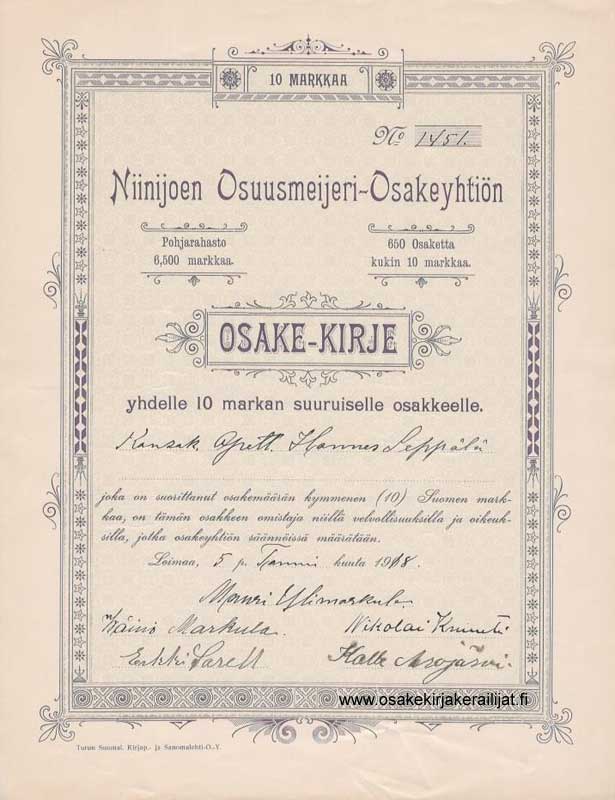 10 MARKKAA
No 1451.
Niinijoen Osuusmeijeri-Osakeyhtiön
Pohjarahasto
6,500 markkaa.
650 Osaketta
kukin 10 markkaa.
OSAKE-KIRJE
yhdelle 10 markan suuruiselle osakkeelle.
Kansak. Opett. Hannes Seppälä
joka on suorittanut osakemäärän kymmenen (10) Suomen mark-
kaa, on tämän osakkeen omistaja niillä velvollisuuksilla ja oikeuk-
silla, jotka osakeyhtiön säännöissä määrätään.
Loimaa, 5 p. Tammi kuuta 1918.
Mauri Ylimarkula
Väinö Markula.
Nikolai
Erkki Sarell
Kalle Arojärvi.
www.osakekirjakerailijat.fi
Turun Suomal. Kirjap.- ja Sanomalehti-O.-Y.